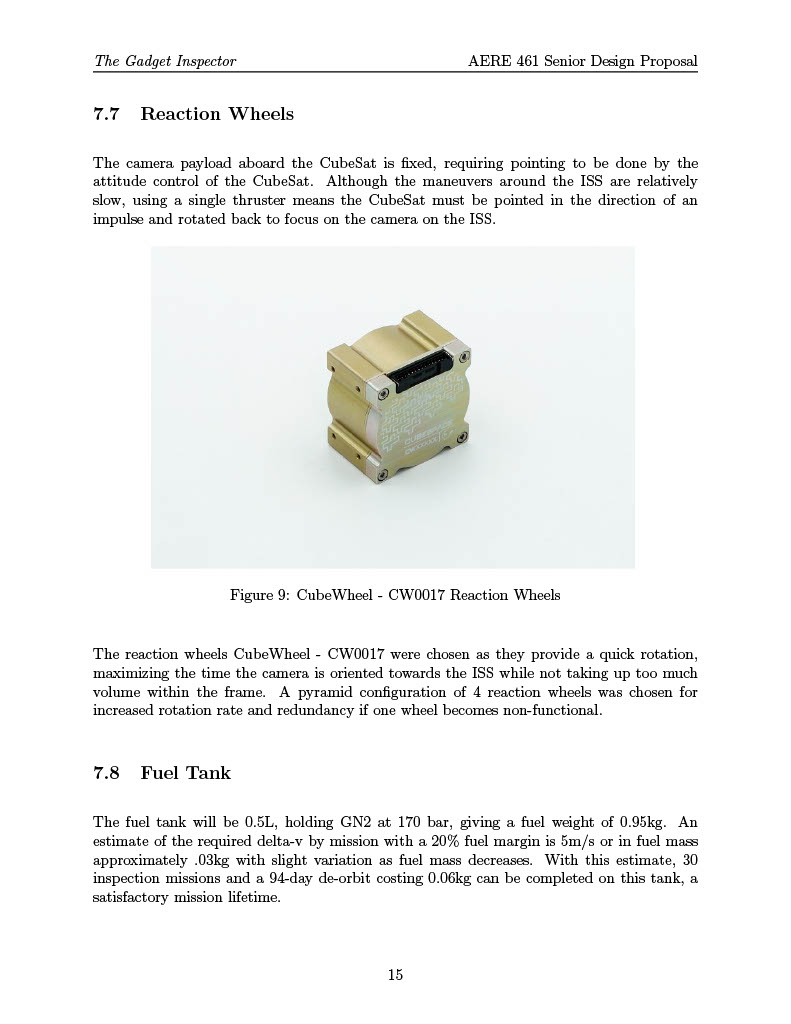 The Gadget Inspector
AERE 461 Senior Design Proposal
7.7 Reaction Wheels
The camera payload aboard the CubeSat is fixed, requiring pointing to be done by the
attitude control of the CubeSat. Although the maneuvers around the ISS are relatively
slow, using a single thruster means the CubeSat must be pointed in the direction of an
impulse and rotated back to focus on the camera on the ISS.
Figure 9: CubeWheel - CW0017 Reaction Wheels
The reaction wheels CubeWheel - CW0017 were chosen as they provide a quick rotation,
maximizing the time the camera is oriented towards the ISS while not taking up too much
volume within the frame. A pyramid configuration of 4 reaction wheels was chosen for
increased rotation rate and redundancy if one wheel becomes non-functional.
7.8 Fuel Tank
The fuel tank will be 0.5L, holding GN2 at 170 bar, giving a fuel weight of 0.95kg. An
estimate of the required delta-v by mission with a 20% fuel margin is 5m/s or in fuel mass
approximately .03kg with slight variation as fuel mass decreases. With this estimate, 30
inspection missions and a 94-day de-orbit costing 0.06kg can be completed on this tank, a
satisfactory mission lifetime.
15